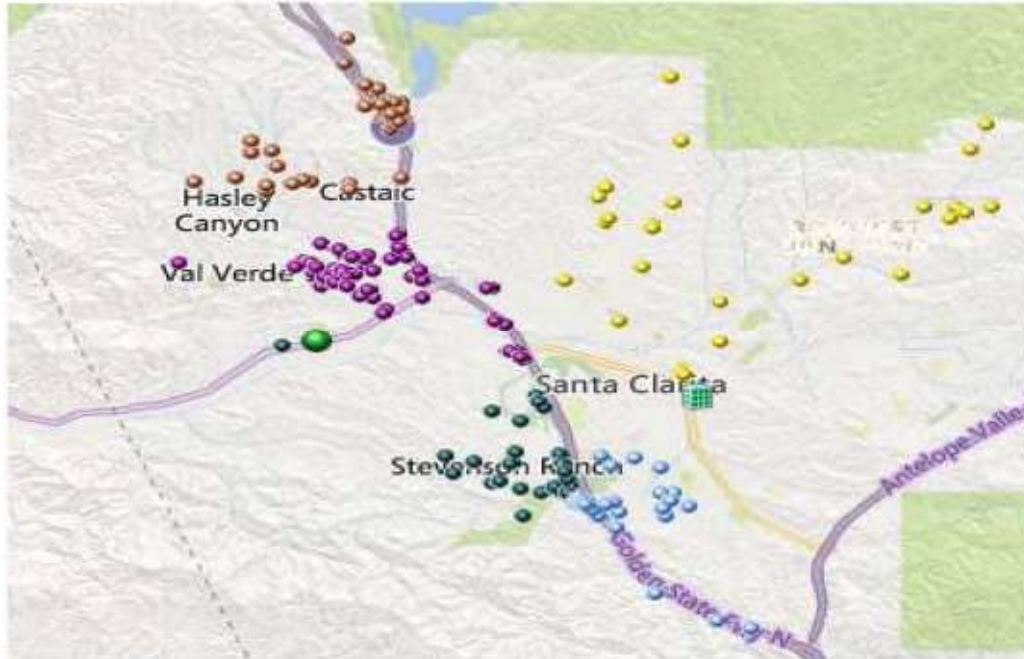 Hasley
Canyon
Castaic
Val Verde
Santa Clarita
Stevenson Ranch
Antelope Valle
Golden State Fwy N